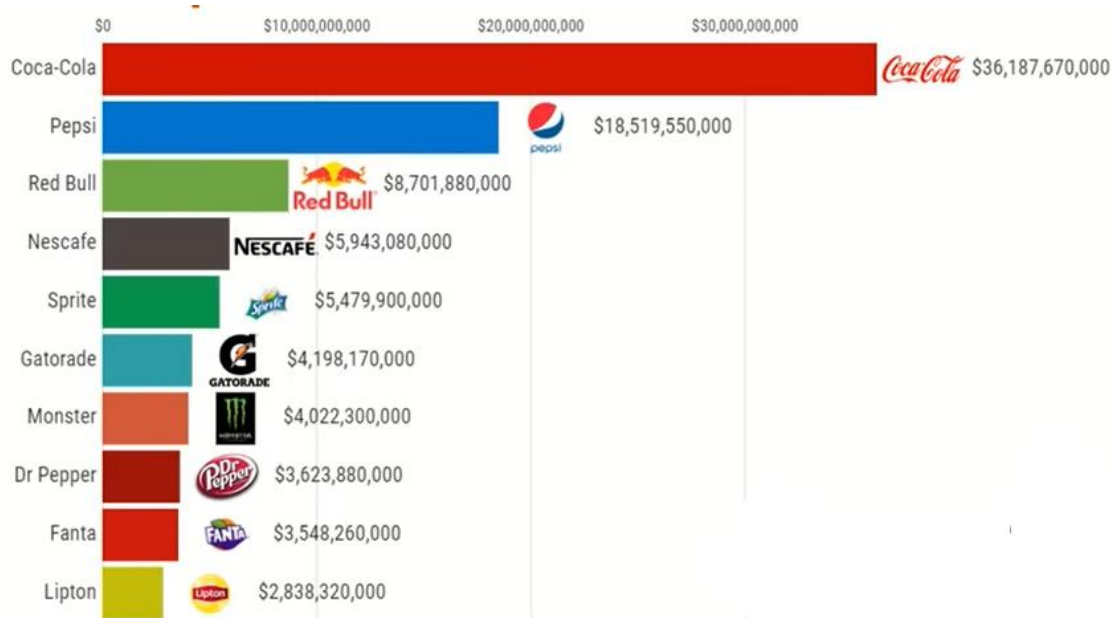 $0 $10,000,000,000 $20,000,000,000 $30,000,000,000
Coca-Cola Coca-Cola $36,187,670,000
Pepsi pepsi $18,519,550,000
Red Bull Red Bull $8,701,880,000
Nescafe NESCAFÉ $5,943,080,000
Sprite Sprite $5,479,900,000
Gatorade G GATORADE $4,198,170,000
Monster MONSTER $4,022,300,000
Dr Pepper Dr Pepper $3,623,880,000
Fanta FANTA $3,548,260,000
Lipton Lipton $2,838,320,000